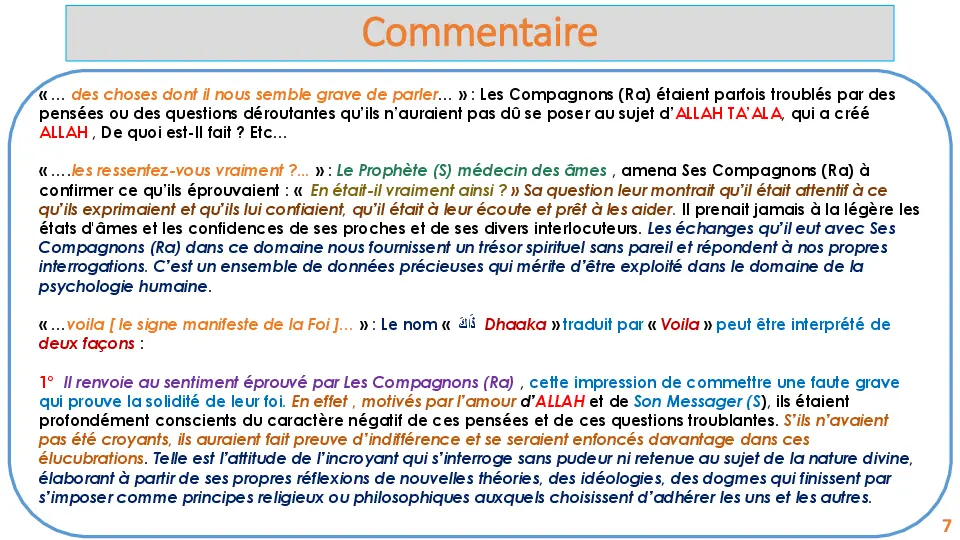 Commentaire
« … des choses dont il nous semble grave de parler… » : Les Compagnons (Ra) étaient parfois troublés par des
pensées ou des questions déroutantes qu'ils n'auraient pas dû se poser au sujet d'ALLAH TA'ALA, qui a créé
ALLAH , De quoi est-Il fait ? Etc…
« ….les ressentez-vous vraiment ?... » : Le Prophète (S) médecin des âmes , amena Ses Compagnons (Ra) à
confirmer ce qu'ils éprouvaient : « En était-il vraiment ainsi ? » Sa question leur montrait qu'il était attentif à ce
qu'ils exprimaient et qu'ils lui confiaient, qu'il était à leur écoute et prêt à les aider. Il prenait jamais à la légère les
états d'âmes et les confidences de ses proches et de ses divers interlocuteurs. Les échanges qu'il eut avec Ses
Compagnons (Ra) dans ce domaine nous fournissent un trésor spirituel sans pareil et répondent à nos propres
interrogations. C'est un ensemble de données précieuses qui mérite d'être exploité dans le domaine de la
psychologie humaine.
« …voila [ le signe manifeste de la Foi ]… » : Le nom « ذَاكَ Dhaaka » traduit par « Voila » peut être interprété de
deux façons :
1° Il renvoie au sentiment éprouvé par Les Compagnons (Ra) , cette impression de commettre une faute grave
qui prouve la solidité de leur foi. En effet , motivés par l'amour d'ALLAH et de Son Messager (S), ils étaient
profondément conscients du caractère négatif de ces pensées et de ces questions troublantes. S'ils n'avaient
pas été croyants, ils auraient fait preuve d'indifférence et se seraient enfoncés davantage dans ces
élucubrations. Telle est l'attitude de l'incroyant qui s'interroge sans pudeur ni retenue au sujet de la nature divine,
élaborant à partir de ses propres réflexions de nouvelles théories, des idéologies, des dogmes qui finissent par
s'imposer comme principes religieux ou philosophiques auxquels choisissent d'adhérer les uns et les autres.
7